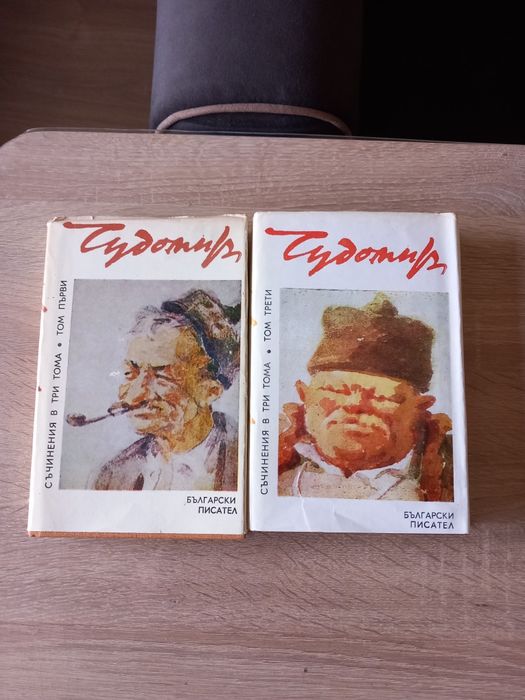 Чудомир
СЪЧИНЕНИЯ В ТРИ ТОМА • ТОМ ПЪРВИ
БЪЛГАРСКИ
ПИСАТЕЛ
Чудомир
СЪЧИНЕНИЯ В ТРИ ТОМА • ТОМ ТРЕТИ
БЪЛГАРСКИ
ПИСАТЕЛ